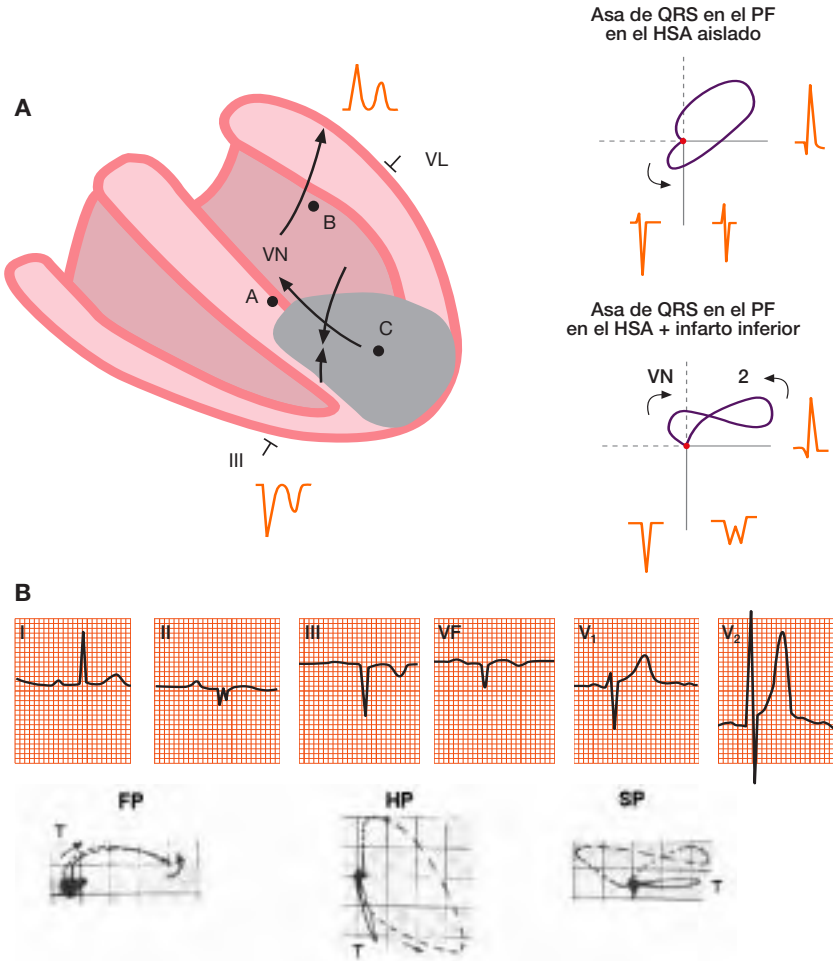 A
Asa de QRS en el PF
en el HSA aislado
VL
B
VN
A
C
III
Asa de QRS en el PF
en el HSA + infarto inferior
VN
2
B
I
II
III
VF
V1
V2
FP
HP
SP
T
T
T